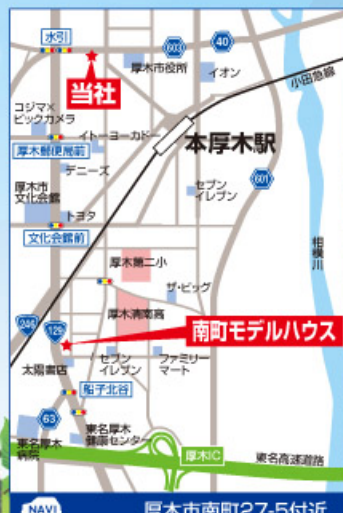 水引
603
40
厚木市役所
イオン
小田急線
当社
コジマ×
ビックカメラ
イトーヨーカドー
本厚木駅
厚木郵便局前
デニーズ
セブン
イレブン
601
厚木市
文化会館
トヨタ
文化会館前
相模川
厚木第二小
ザ・ビッグ
厚木清南高
246
129
南町モデルハウス
太陽書店
セブン
イレブン
ファミリー
マート
船子北谷
63
東名厚木
病院
東名厚木
健康センター
厚木IC
東名高速道路
NAVI
厚木市南町27-5付近